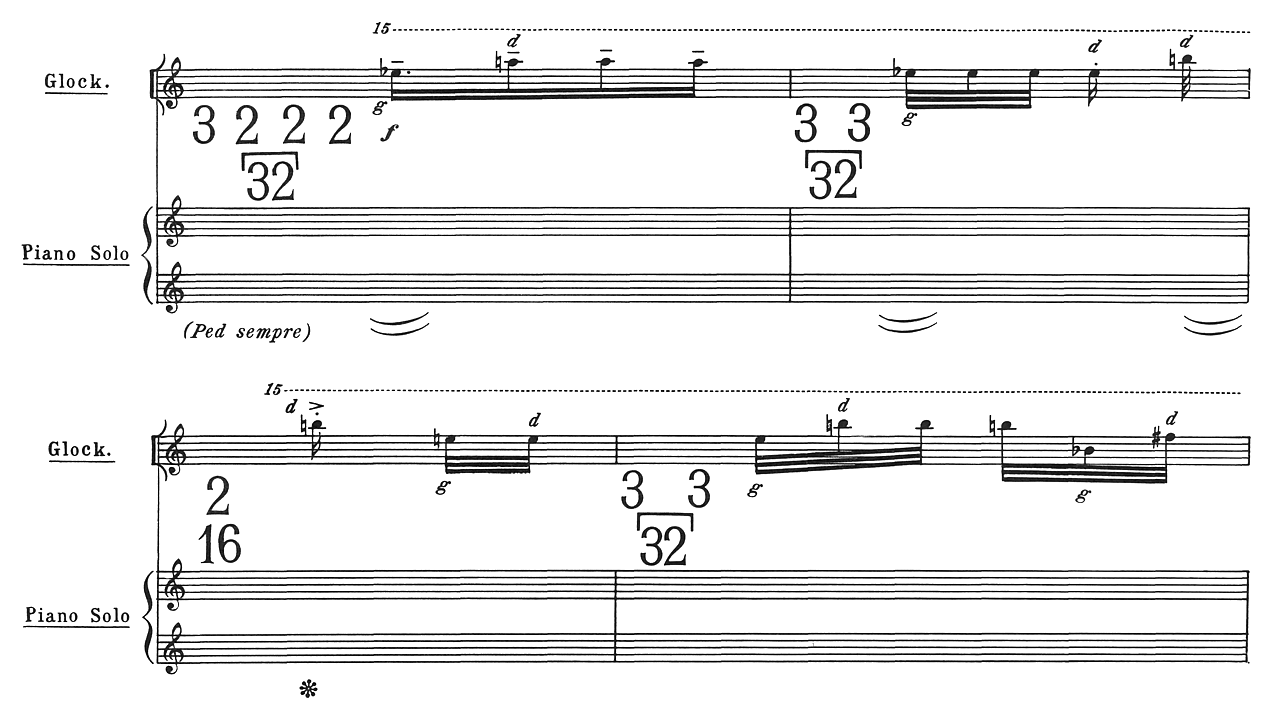 15
d
Glock.
d d
g
f
g
3 2 2 2
32
3 3
32
Piano Solo
(Ped sempre)
15
d
d
d
d
Glock.
g
g
g
2
16
3 3
32
Piano Solo